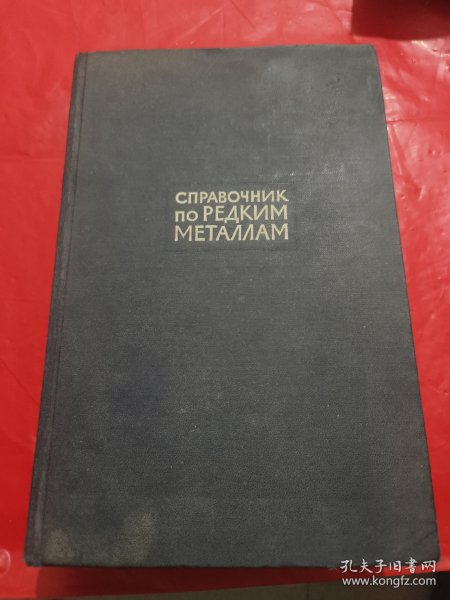 СПРАВОЧНИК
ПО РЕДКИМ
МЕТАЛЛАМ
孔夫子旧书网
www.kongfz.com